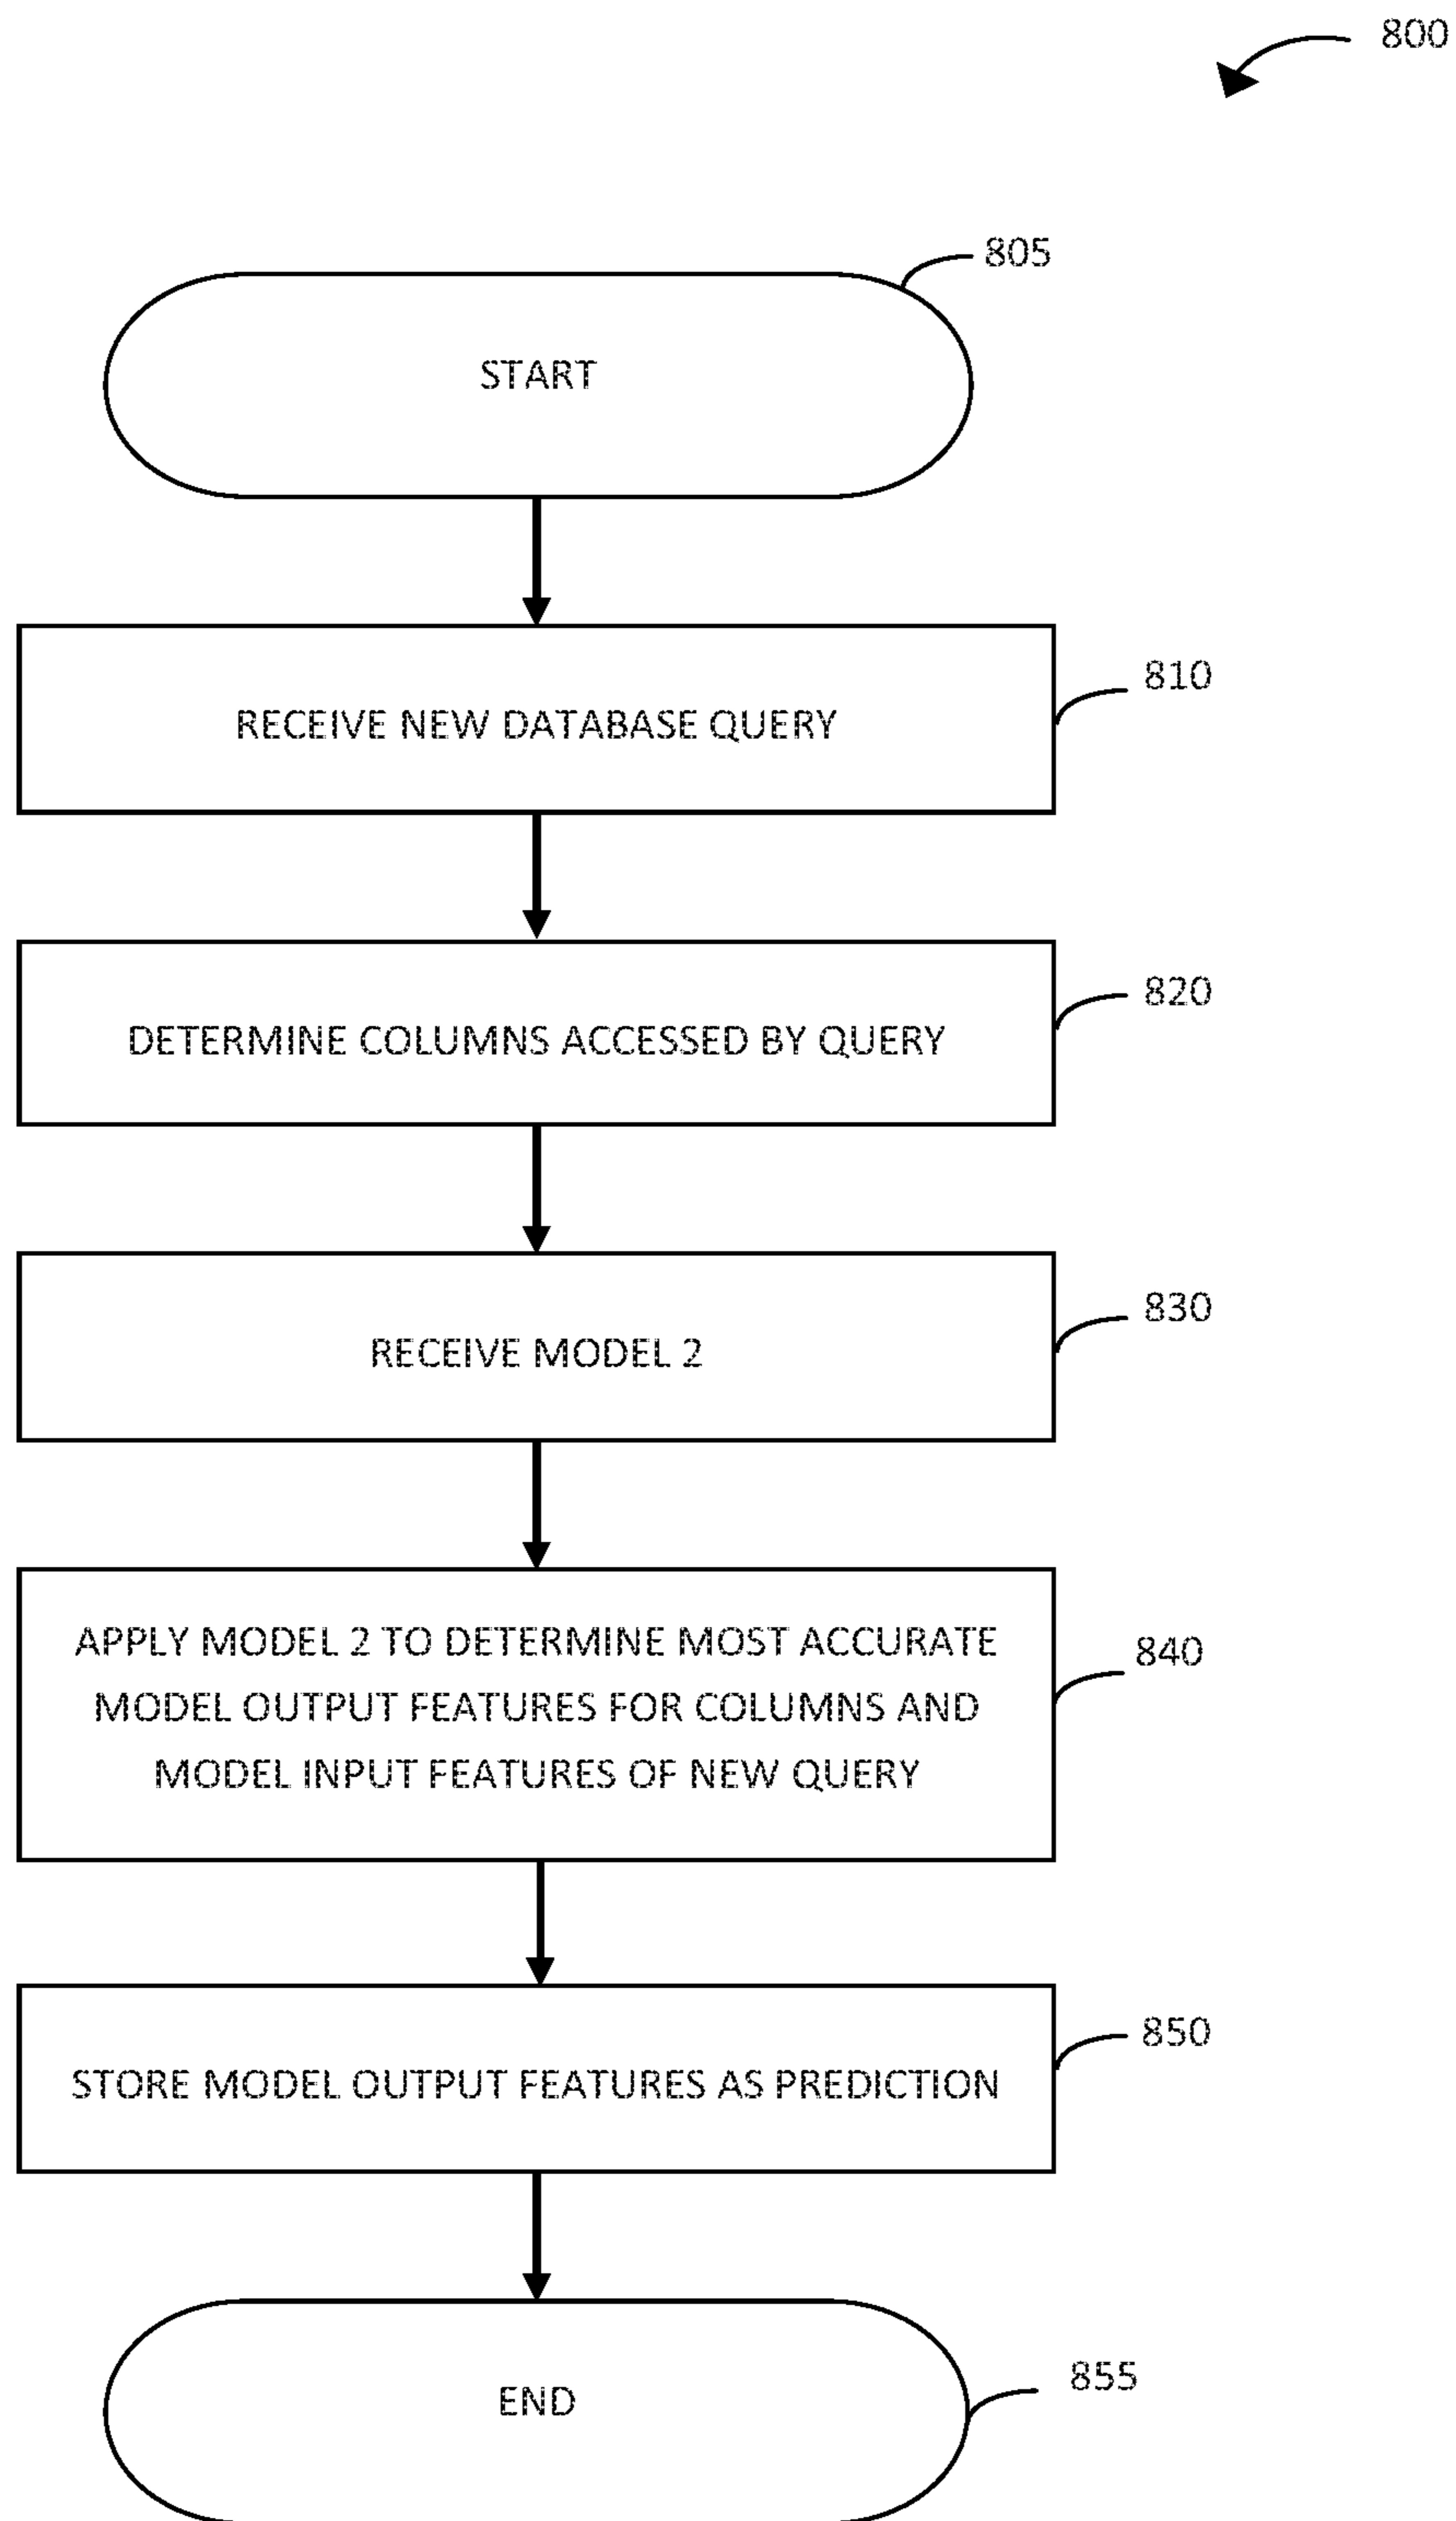 800
805
START
810
RECEIVE NEW DATABASE QUERY
820
DETERMINE COLUMNS ACCESSED BY QUERY
830
RECEIVE MODEL 2
840
APPLY MODEL 2 TO DETERMINE MOST ACCURATE
MODEL OUTPUT FEATURES FOR COLUMNS AND
MODEL INPUT FEATURES OF NEW QUERY
850
STORE MODEL OUTPUT FEATURES AS PREDICTION
855
END